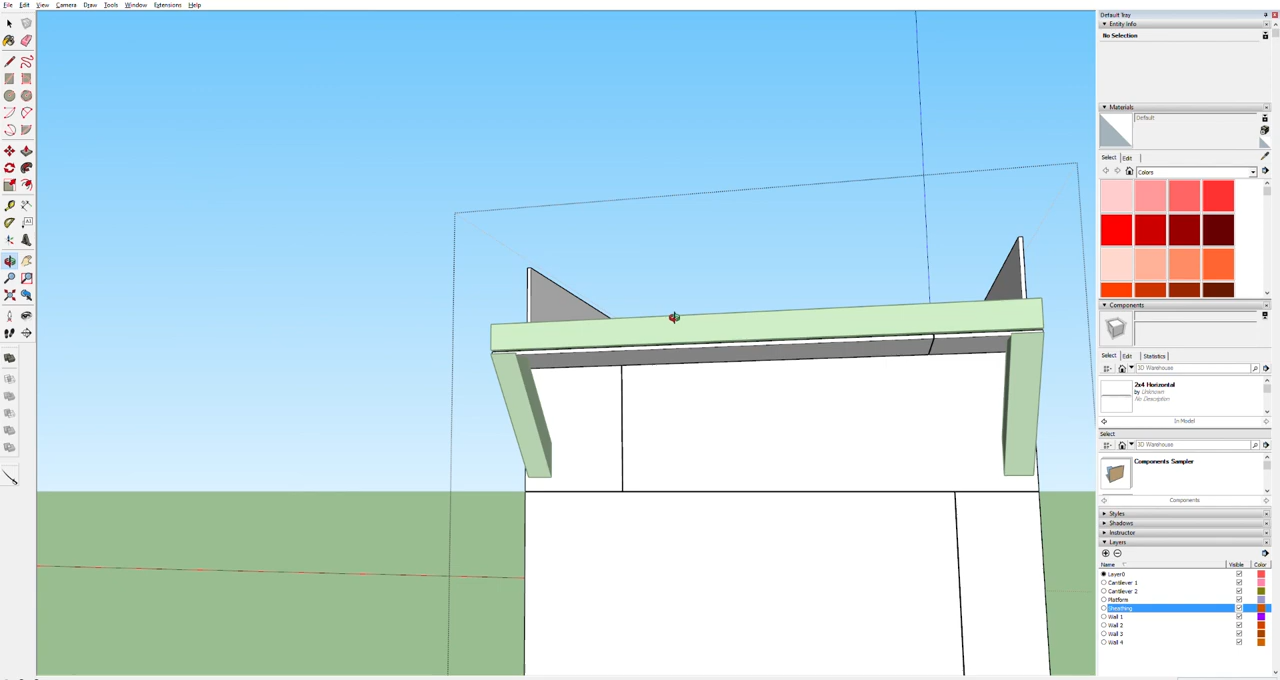 File Edit View Camera Draw Tools Window Extensions Help
Default Tray
Entity Info
No Selection
Materials
Default
Select Edit
Colors
Components
Select Edit Statistics
3D Warehouse
2x4 Horizontal
by Unknown
No Description
In Model
Select
3D Warehouse
Components Sampler
Components
Styles
Shadows
Instructor
Layers
Name Visible Color
Layer0
Cantilever 1
Cantilever 2
Platform
Sheathing
Wall 1
Wall 2
Wall 3
Wall 4